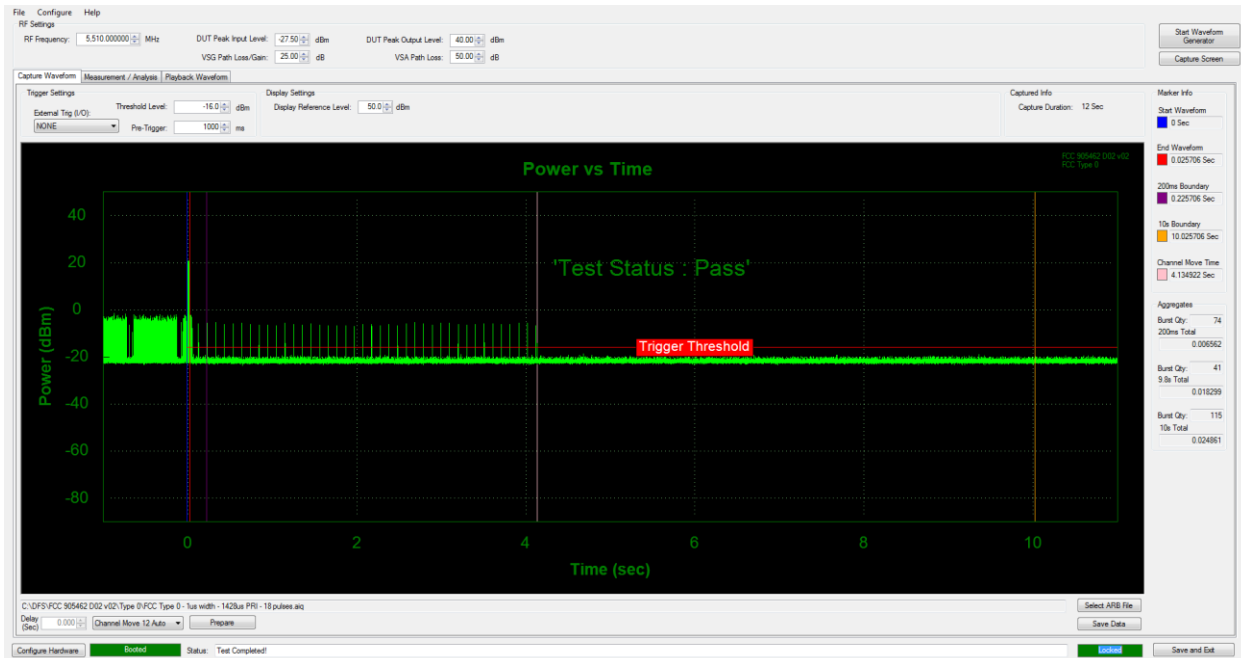 File Configure Help
RF Settings
RF Frequency: 5,510.000000 MHz DUT Peak Input Level: -27.50 dBm DUT Peak Output Level: 40.00 dBm
VSG Path Loss/Gain: 25.00 dB VSA Path Loss: 50.00 dB
Start Waveform Generator
Capture Screen
Capture Waveform Measurement / Analysis Playback Waveform
Trigger Settings
External Trig (I/O):
NONE
Threshold Level: -16.0 dBm
Pre-Trigger: 1000 ms
Display Settings
Display Reference Level: 50.0 dBm
Captured Info
Capture Duration: 12 Sec
Power vs Time
FCC 905462 D02 v02
FCC Type 0
'Test Status : Pass'
Trigger Threshold
Power (dBm)
40
20
0
-20
-40
-60
-80
0 2 4 6 8 10
Time (sec)
Marker Info
Start Waveform
0 Sec
End Waveform
0.025706 Sec
200ms Boundary
0.225706 Sec
10s Boundary
10.025706 Sec
Channel Move Time
4.134922 Sec
Aggregates
Burst Qty: 74
200ms Total
0.006562
Burst Qty: 41
9.8s Total
0.018299
Burst Qty: 115
10s Total
0.024861
C:\DFS\FCC 905462 D02 v02\Type 0\FCC Type 0 - 1us width - 1428us PRI - 18 pulses.aiq
Select ARB File
Delay (Sec) 0.000 Channel Move 12 Auto Prepare
Save Data
Configure Hardware Booted Status: Test Completed! Locked Save and Exit